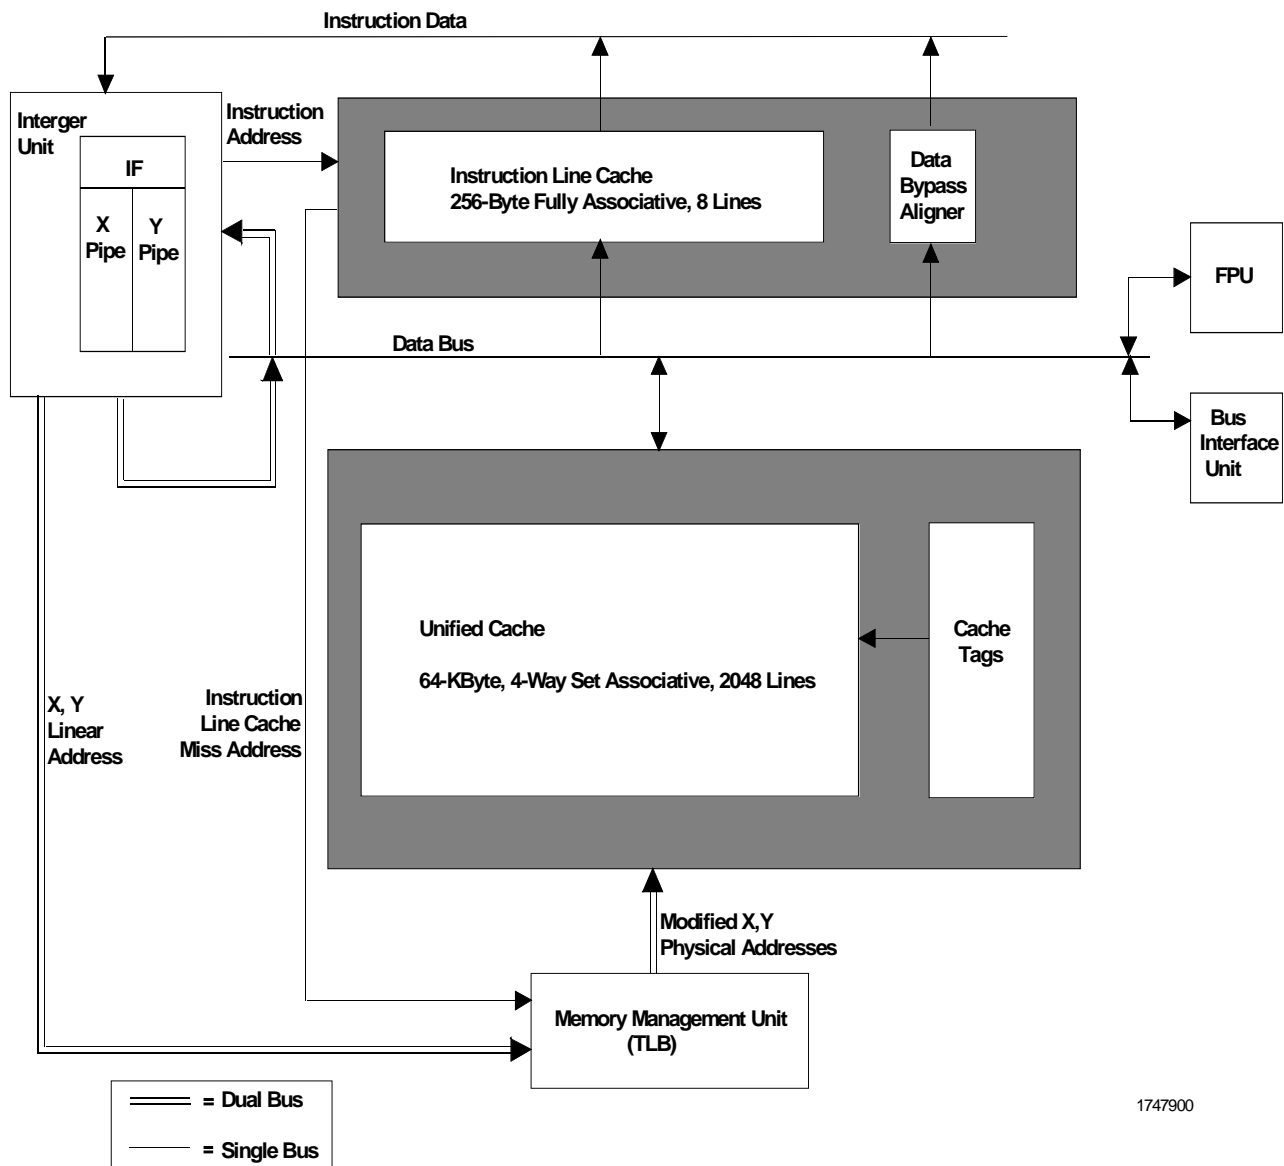 Instruction Data
Interger
Unit
IF
X
Pipe
Y
Pipe
Instruction
Address
Instruction Line Cache
256-Byte Fully Associative, 8 Lines
Data
Bypass
Aligner
FPU
Data Bus
Bus
Interface
Unit
Unified Cache
64-KByte, 4-Way Set Associative, 2048 Lines
Cache
Tags
X, Y
Linear
Address
Instruction
Line Cache
Miss Address
Modified X,Y
Physical Addresses
Memory Management Unit
(TLB)
= Dual Bus
= Single Bus
1747900